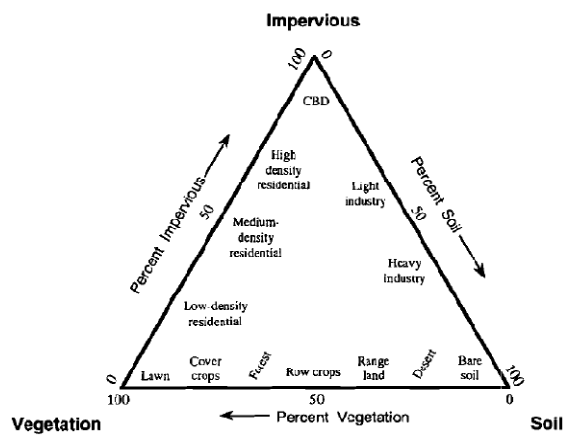 Impervious
100
0
CBD
High
density
residential
Light
industry
Percent Impervious
50
50
Percent Soil
Medium-
density
residential
Heavy
industry
Low-density
residential
Lawn
Cover
crops
Forest
Row crops
Range
land
Desert
Bare
soil
0
100
100
50
0
Vegetation
Percent Vegetation
Soil